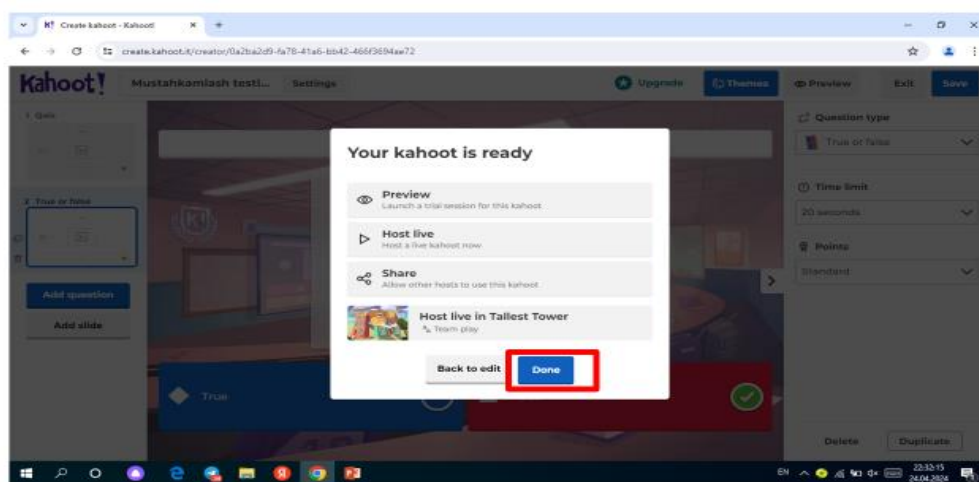 K! Create kahoot - Kahoot!
create.kahoot.it/creator/0a2ba2d9-fa78-41a6-bb42-466f3694ae72
Kahoot! Mustahkamlash testi... Settings Upgrade Themes Preview Exit Save
1 Quiz
2 True or false
Add question
Add slide
Your kahoot is ready
Preview
Launch a trial session for this kahoot
Host live
Host a live kahoot now
Share
Allow other hosts to use this kahoot
Host live in Tallest Tower
Team play
Back to edit Done
True
Question type
True or false
Time limit
20 seconds
Points
Standard
Delete Duplicate
EN 22:32:15
24.04.2024